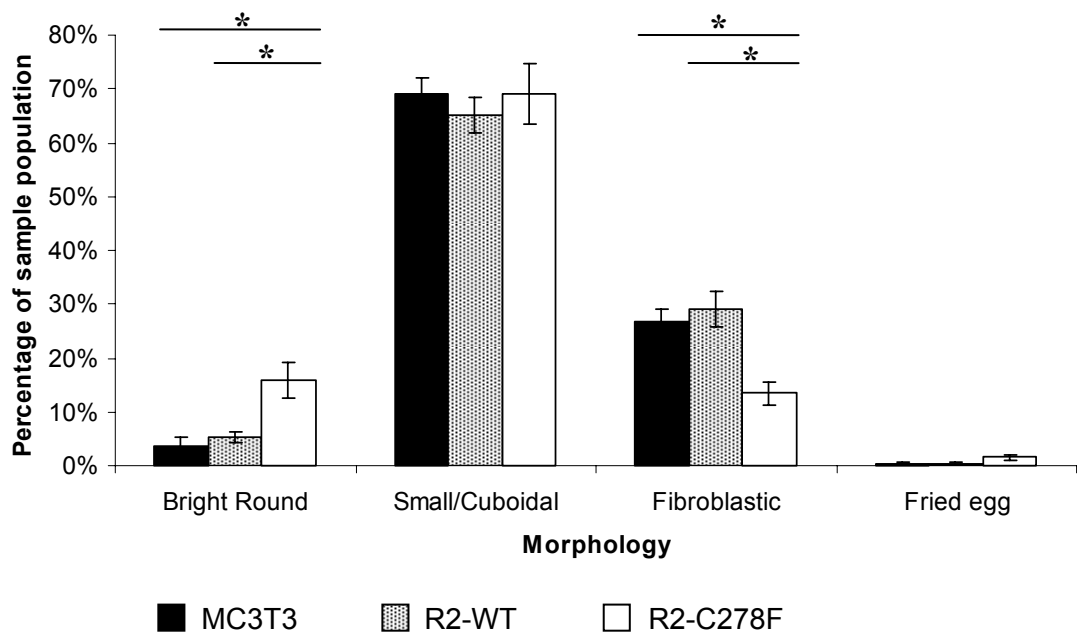 *
*
*
*
80%
70%
60%
50%
40%
30%
20%
10%
0%
Percentage of sample population
Bright Round
Small/Cuboidal
Fibroblastic
Fried egg
Morphology
MC3T3
R2-WT
R2-C278F